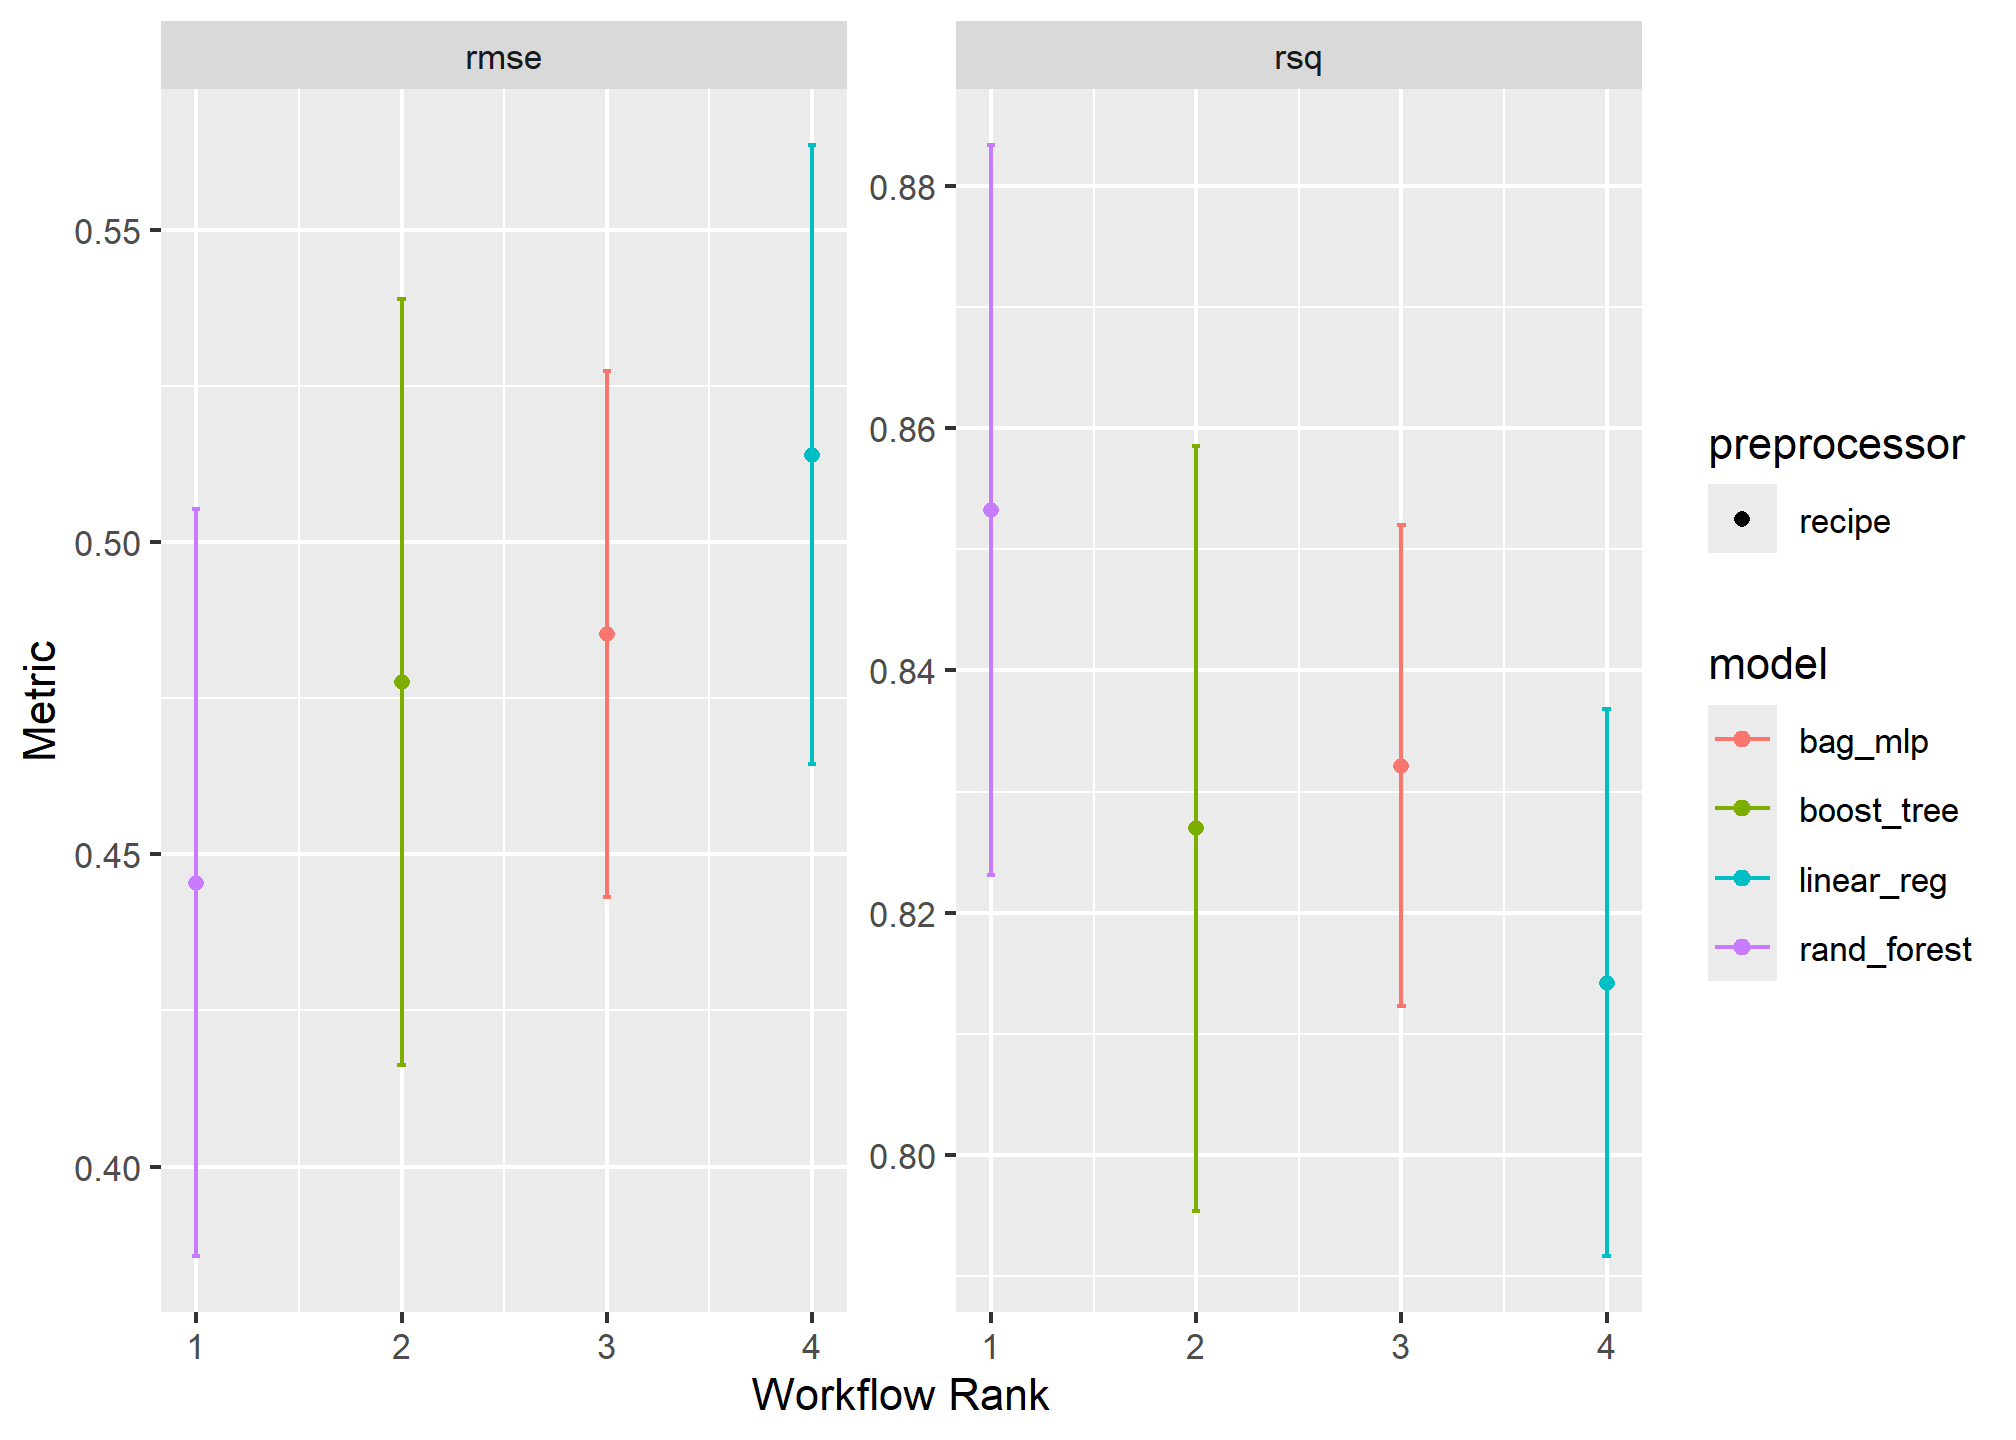 rmse
rsq
Metric
0.55
0.50
0.45
0.40
0.88
0.86
0.84
0.82
0.80
1 2 3 4
1 2 3 4
Workflow Rank
preprocessor
recipe
model
bag_mlp
boost_tree
linear_reg
rand_forest